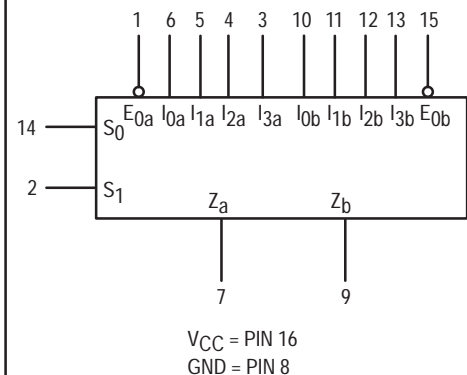 1 6 5 4 3 10 11 12 13 15
E0a I0a I1a I2a I3a I0b I1b I2b I3b E0b
14 S0
2 S1
Za Zb
7 9
VCC = PIN 16
GND = PIN 8